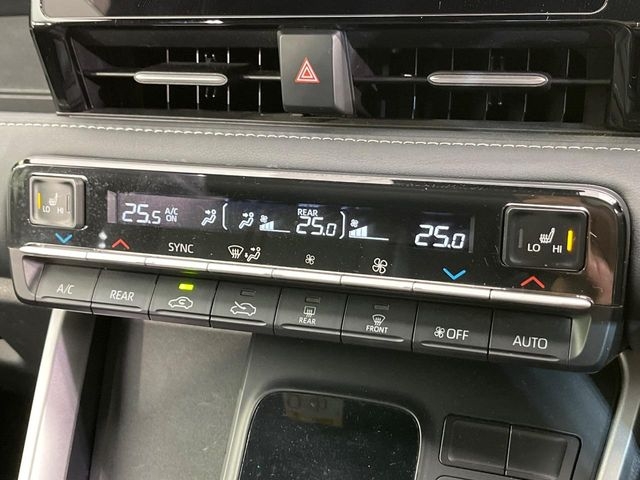 LO HI
25.5 A/C ON
REAR
25.0
25.0
LO HI
SYNC
A/C
REAR
REAR
FRONT
OFF
AUTO